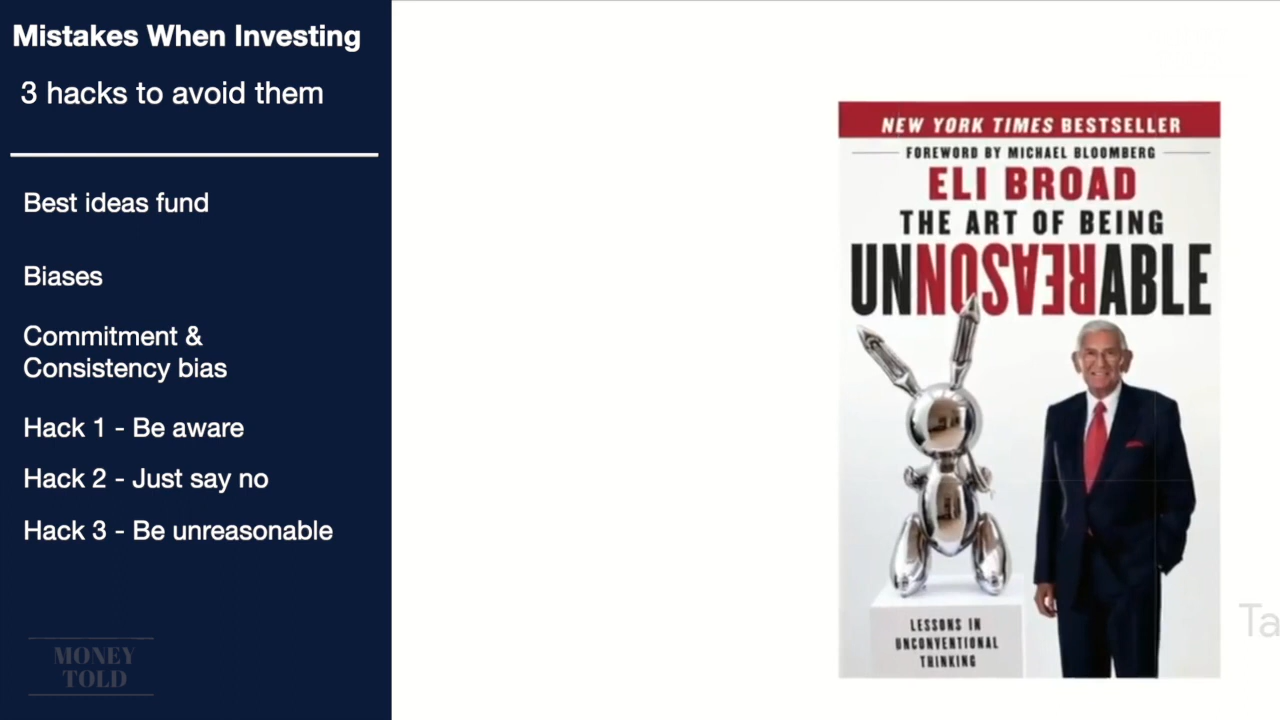 Mistakes When Investing
3 hacks to avoid them
Best ideas fund
Biases
Commitment &
Consistency bias
Hack 1 - Be aware
Hack 2 - Just say no
Hack 3 - Be unreasonable
MONEY
TOLD
NEW YORK TIMES BESTSELLER
FOREWORD BY MICHAEL BLOOMBERG
ELI BROAD
THE ART OF BEING
UNREASONABLE
LESSONS IN
UNCONVENTIONAL
THINKING
Ta